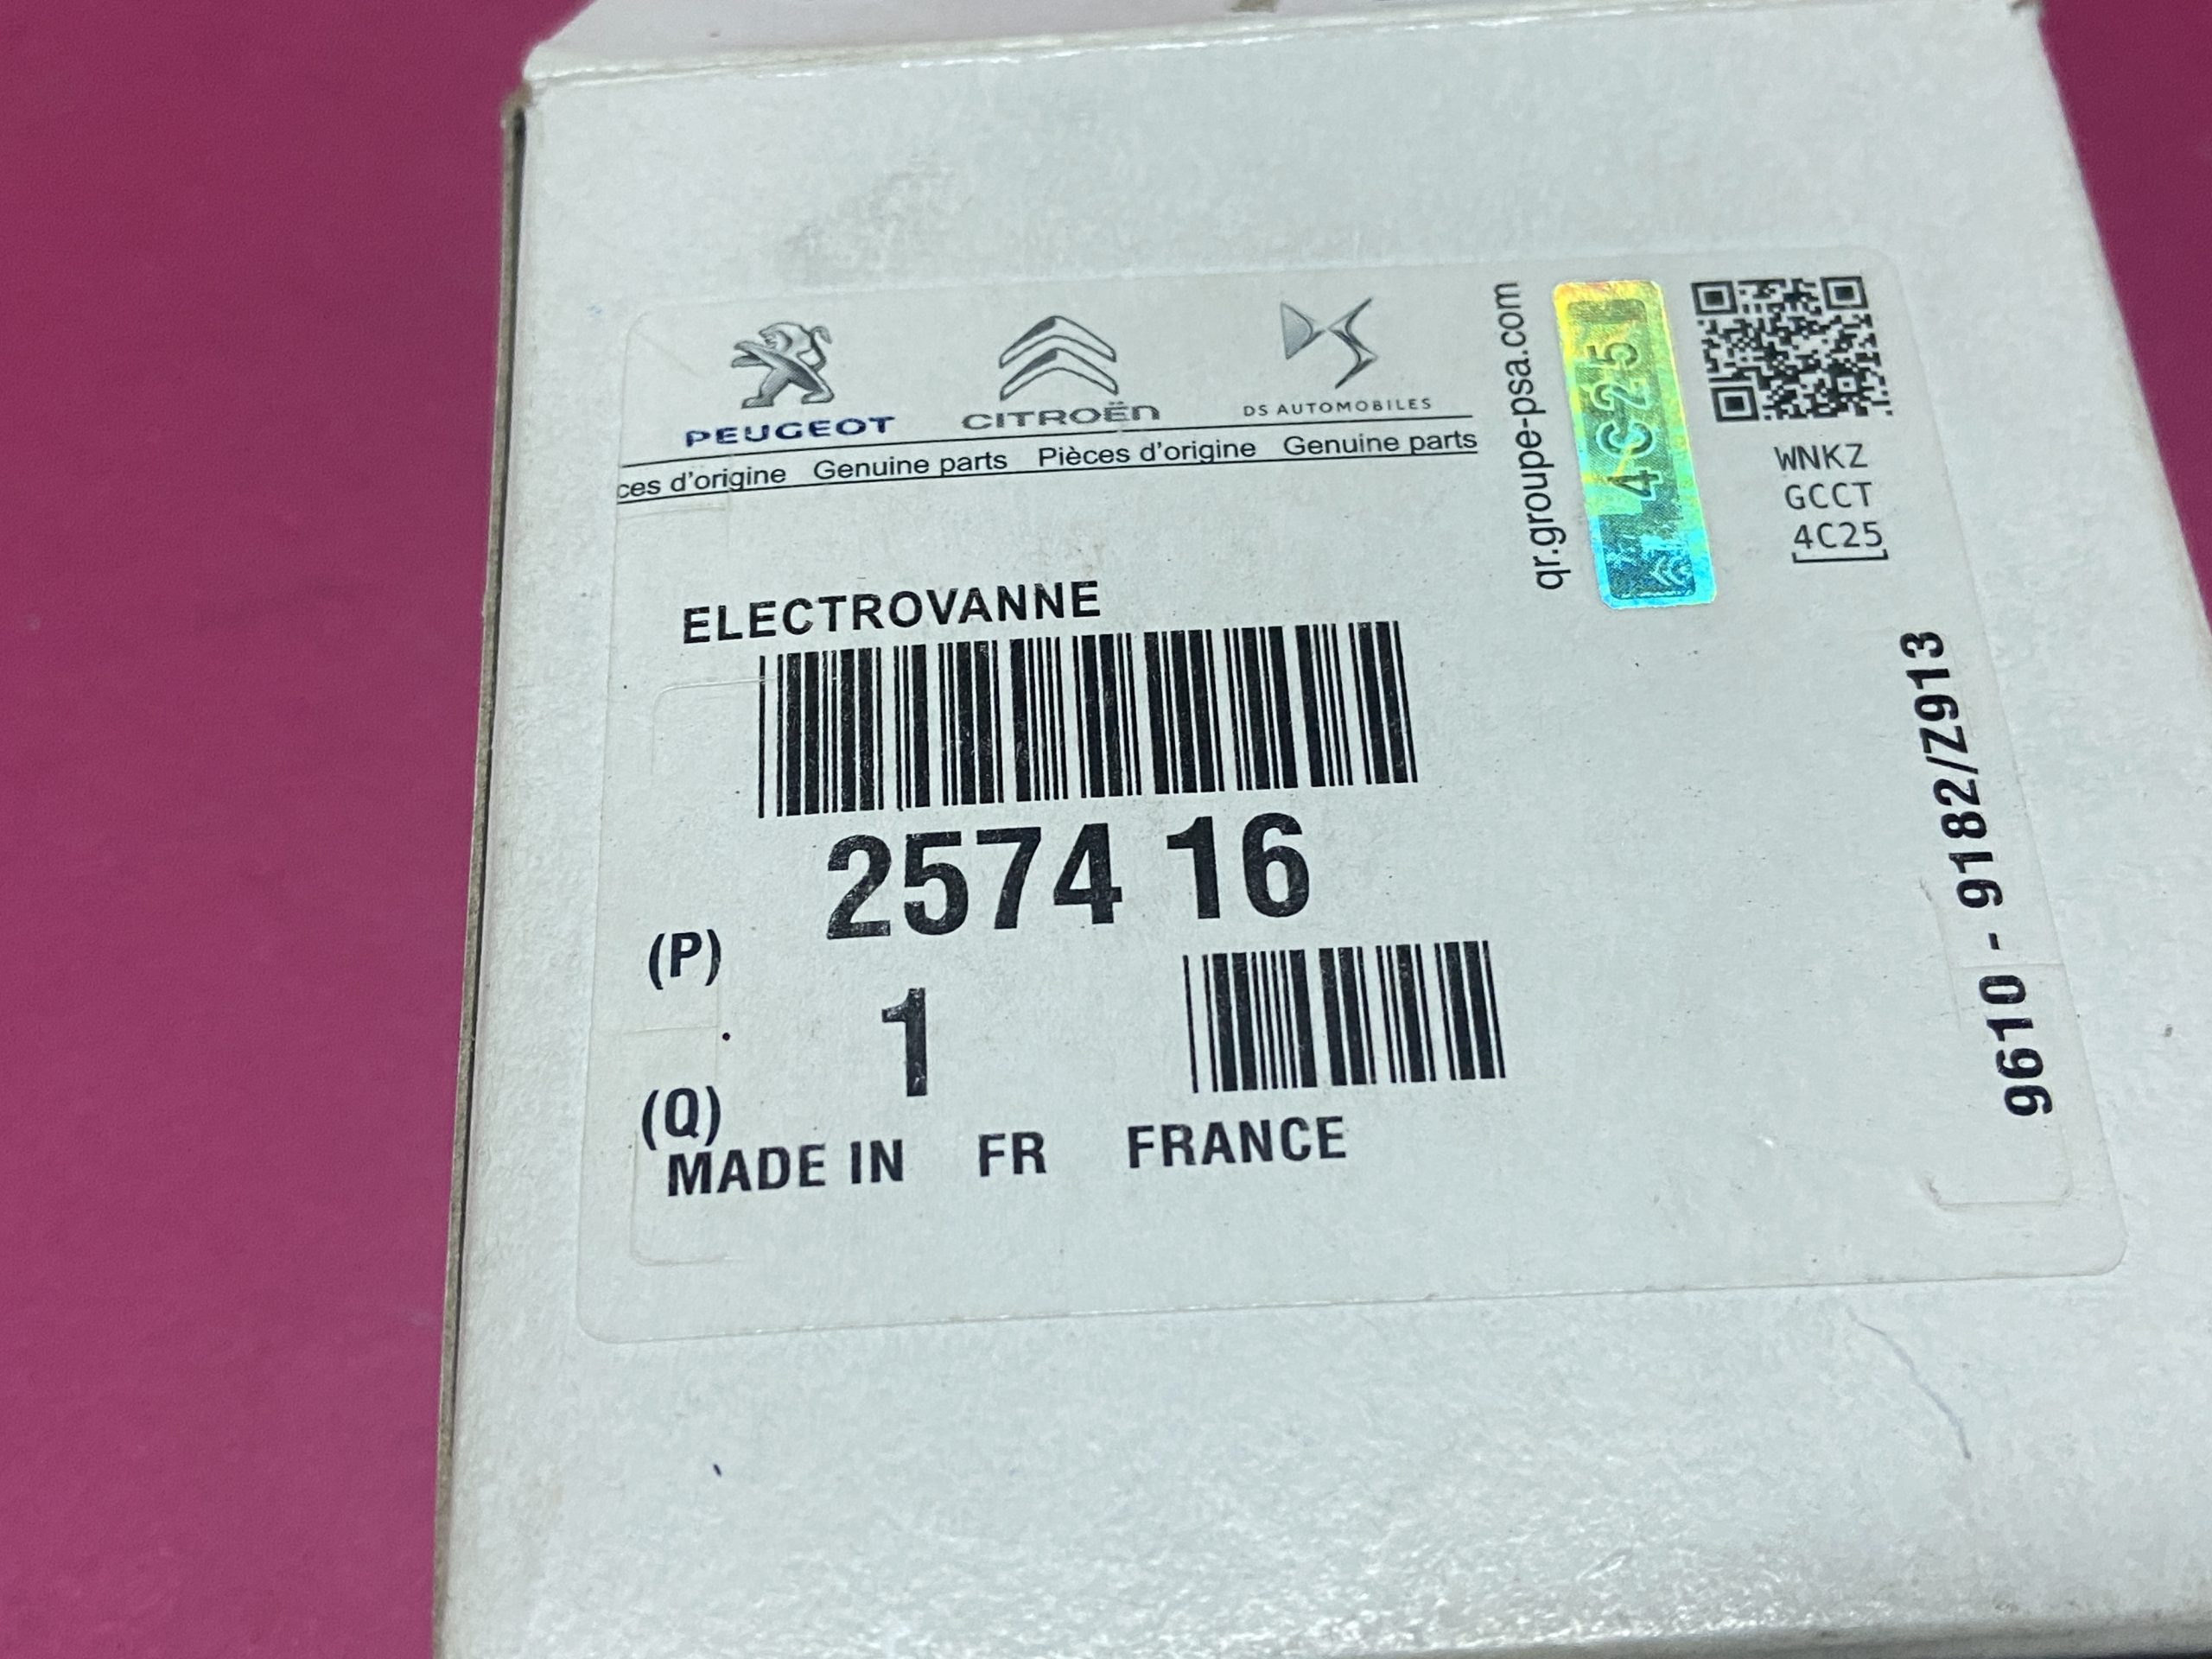 PEUGEOT
CITROËN
DS AUTOMOBILES
ces d'origine Genuine parts Pièces d'origine Genuine parts
qr.groupe-psa.com
4C25
WNKZ
GCCT
4C25
ELECTROVANNE
2574 16
(P)
1
(Q)
MADE IN FR FRANCE
9610 - 9182/Z913